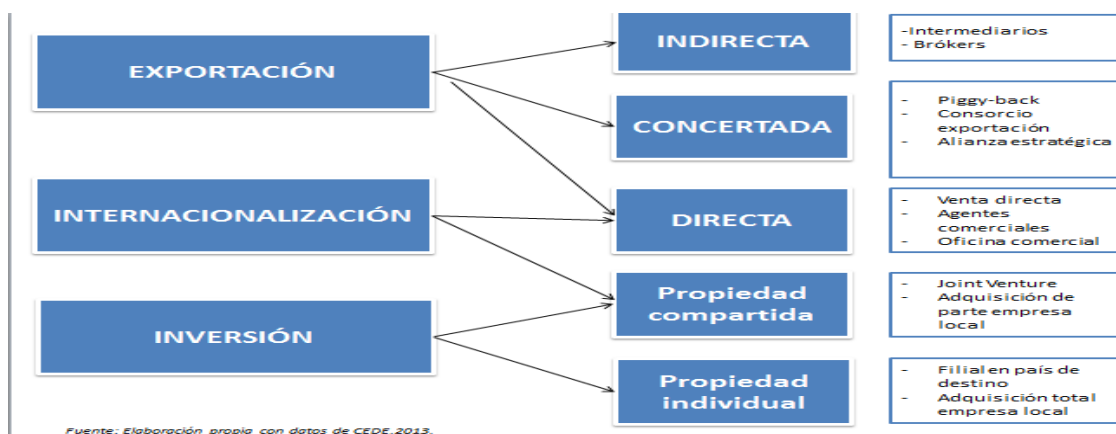 EXPORTACIÓN
INTERNACIONALIZACIÓN
INVERSIÓN
INDIRECTA
CONCERTADA
DIRECTA
Propiedad
compartida
Propiedad
individual
-Intermediarios
- Brókers
- Piggy-back
- Consorcio
exportación
- Alianza estratégica
- Venta directa
- Agentes
comerciales
- Oficina comercial
- Joint Venture
- Adquisición de
parte empresa
local
- Filial en país de
destino
- Adquisición total
empresa local
Fuente: Elaboración propia con datos de CEDE.2013.